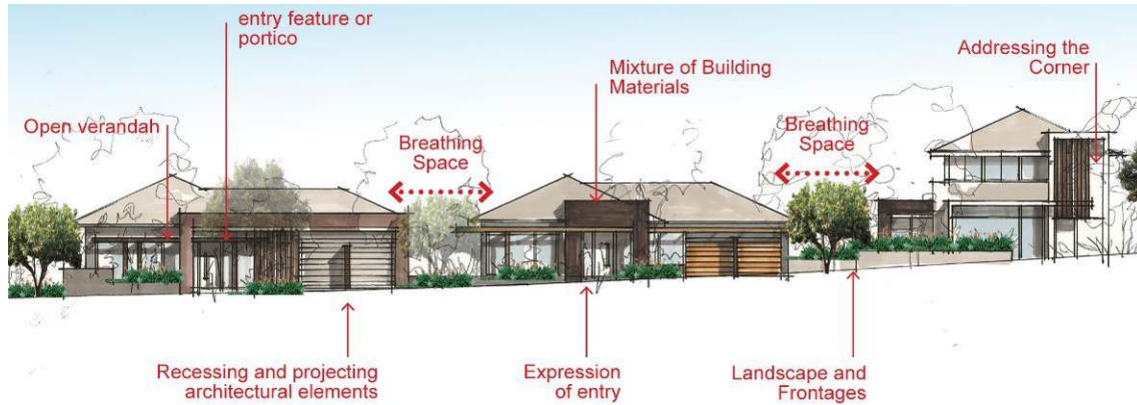 entry feature or
portico
Open verandah
Breathing
Space
Mixture of Building
Materials
Breathing
Space
Addressing the
Corner
Recessing and projecting
architectural elements
Expression
of entry
Landscape and
Frontages